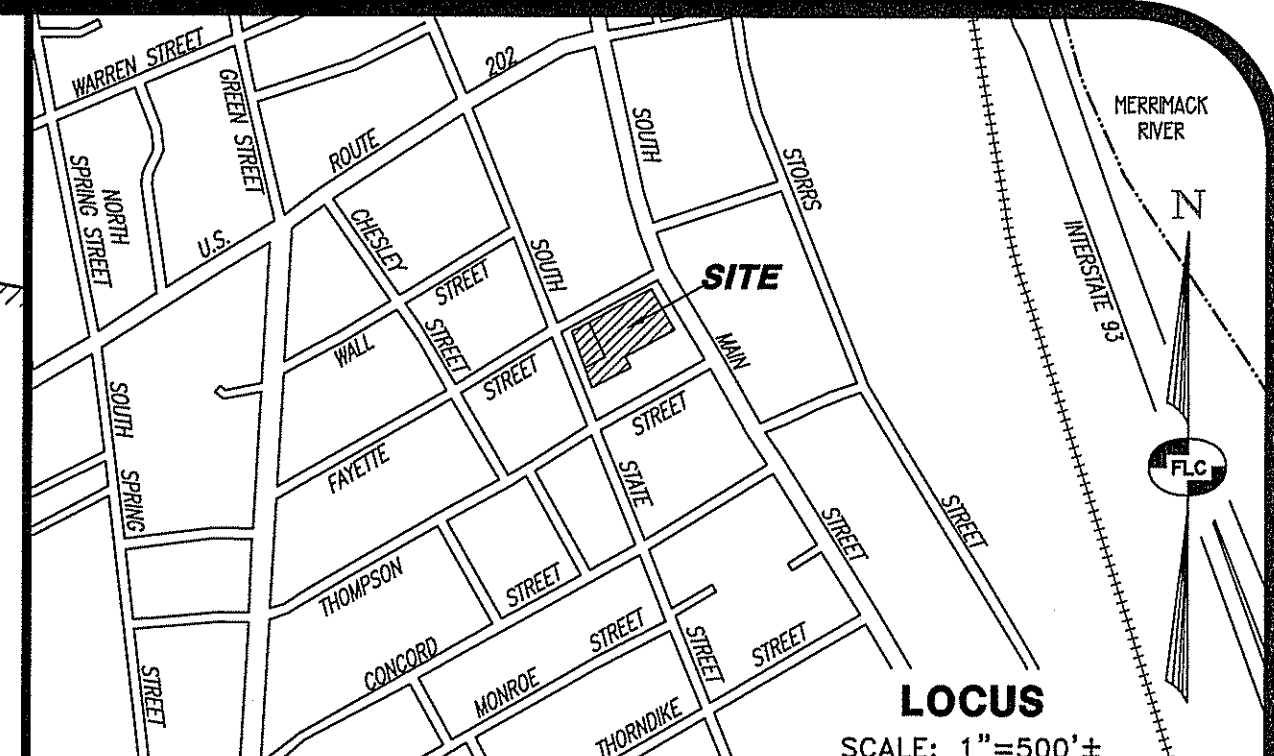 WARREN STREET
GREEN STREET
202
ROUTE
U.S.
NORTH
SPRING STREET
CHESLEY
STREET
WALL
STREET
SOUTH
SOUTH
STORRS
SITE
MAIN
MERRIMACK
RIVER
N
INTERSTATE 93
FLC
SOUTH
SPRING
STREET
FAYETTE
STREET
STREET
STATE
STREET
STREET
THOMPSON
STREET
CONCORD
MONROE
STREET
STREET
THORNDIKE
STREET
LOCUS
SCALE: 1"=500'±